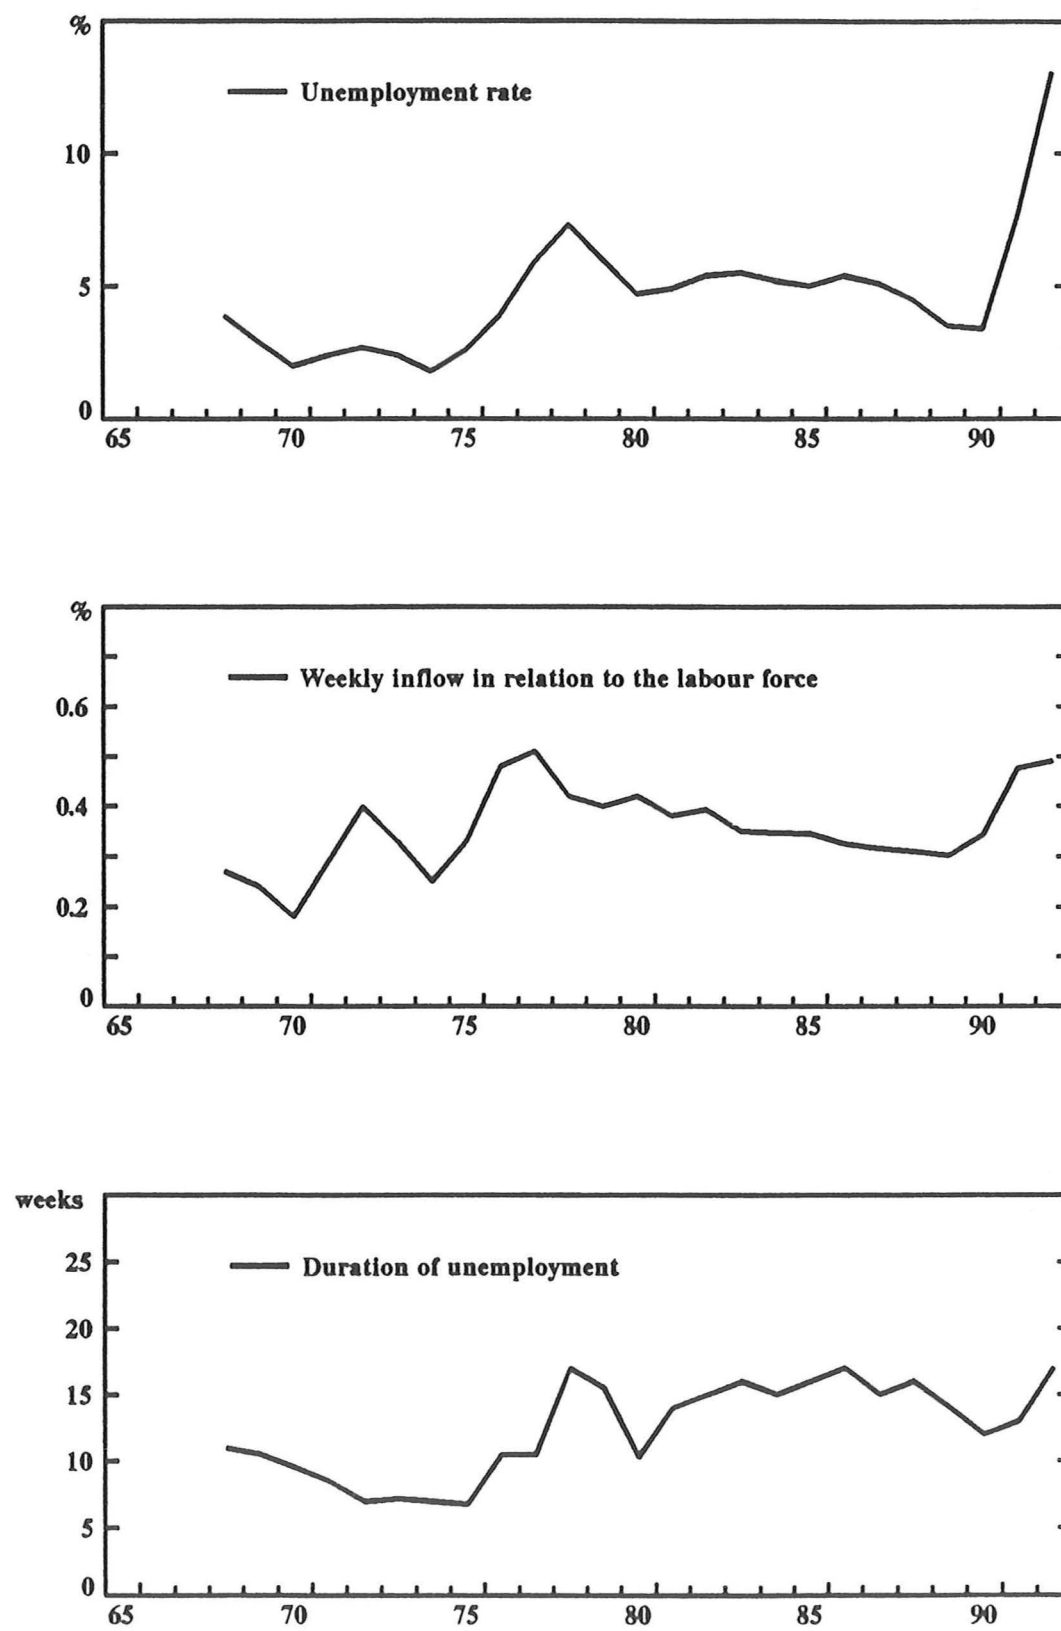 %
Unemployment rate
10
5
0
65 70 75 80 85 90
%
Weekly inflow in relation to the labour force
0.6
0.4
0.2
0
65 70 75 80 85 90
weeks
25
Duration of unemployment
20
15
10
5
0
65 70 75 80 85 90